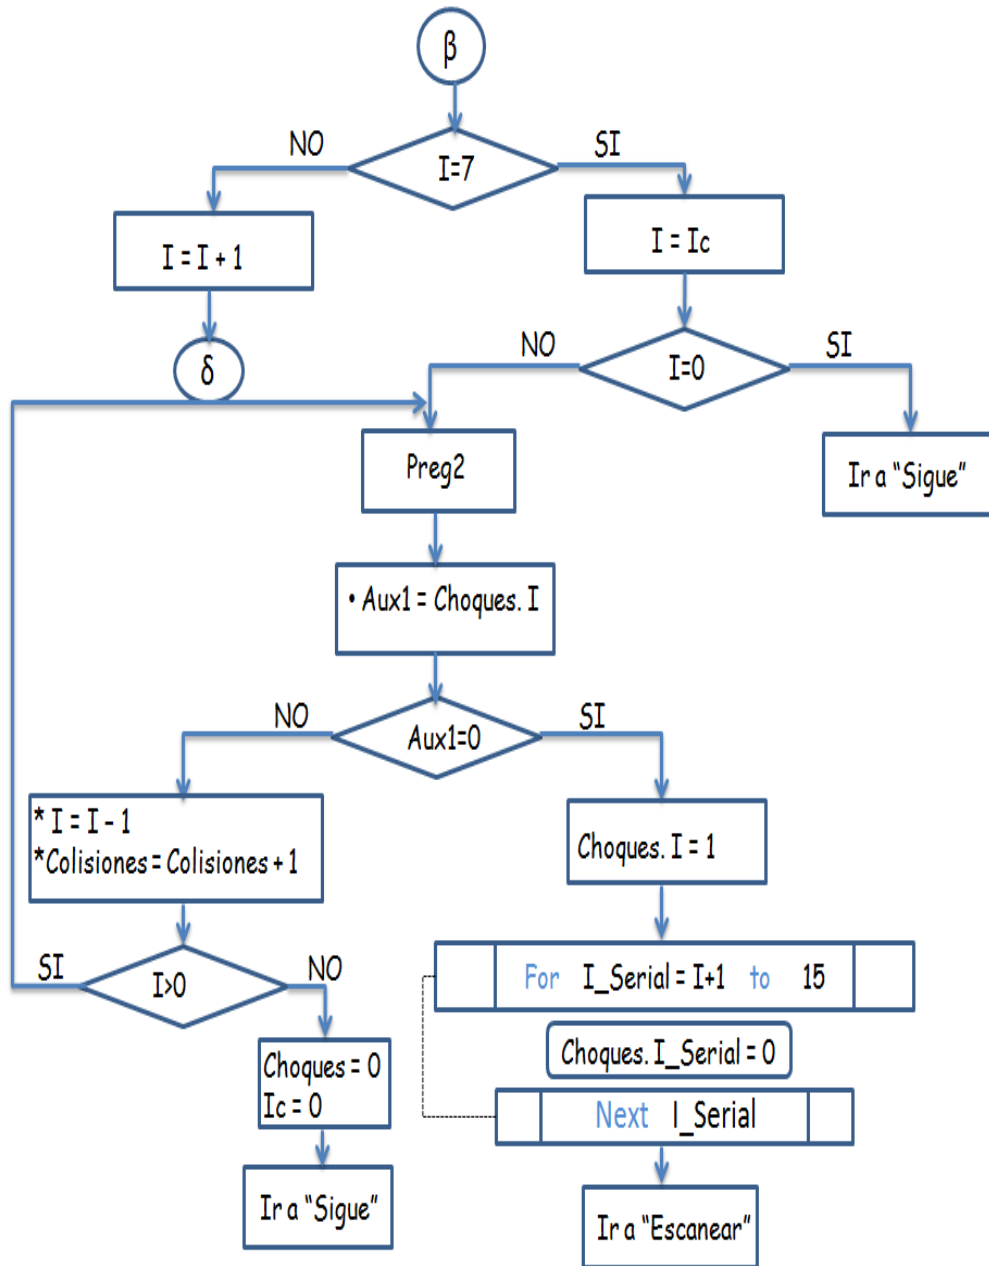 β
NO
SI
I=7
I = I + 1
I = Ic
δ
NO
SI
I=0
Preg2
Ir a “Sigue”
• Aux1 = Choques. I
NO
SI
Aux1=0
* I = I - 1
*Colisiones = Colisiones + 1
Choques. I = 1
SI
NO
I>0
For I_Serial = I+1 to 15
Choques. I_Serial = 0
Choques = 0
Ic = 0
Next I_Serial
Ir a “Sigue”
Ir a “Escanear”